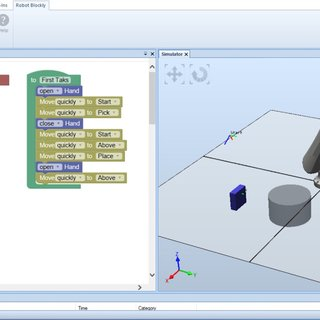 Robot Blockly
Help
Simulator
to First Taks
open Hand
Move quickly to Start
Move quickly to Pick
close Hand
Move quickly to Start
Move quickly to Above
Move quickly to Place
open Hand
Move quickly to Above
Start
Z
X
Y
Time Category